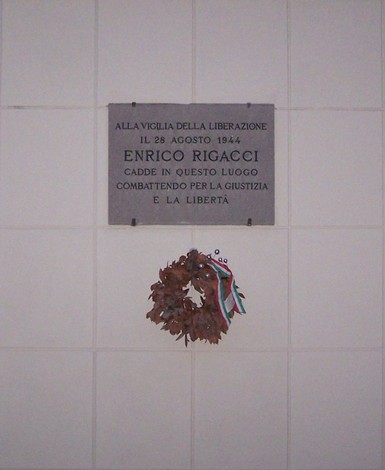 ALLA VIGILIA DELLA LIBERAZIONE
IL 28 AGOSTO 1944
ENRICO RIGACCI
CADDE IN QUESTO LUOGO
COMBATTENDO PER LA GIUSTIZIA
E LA LIBERTÀ